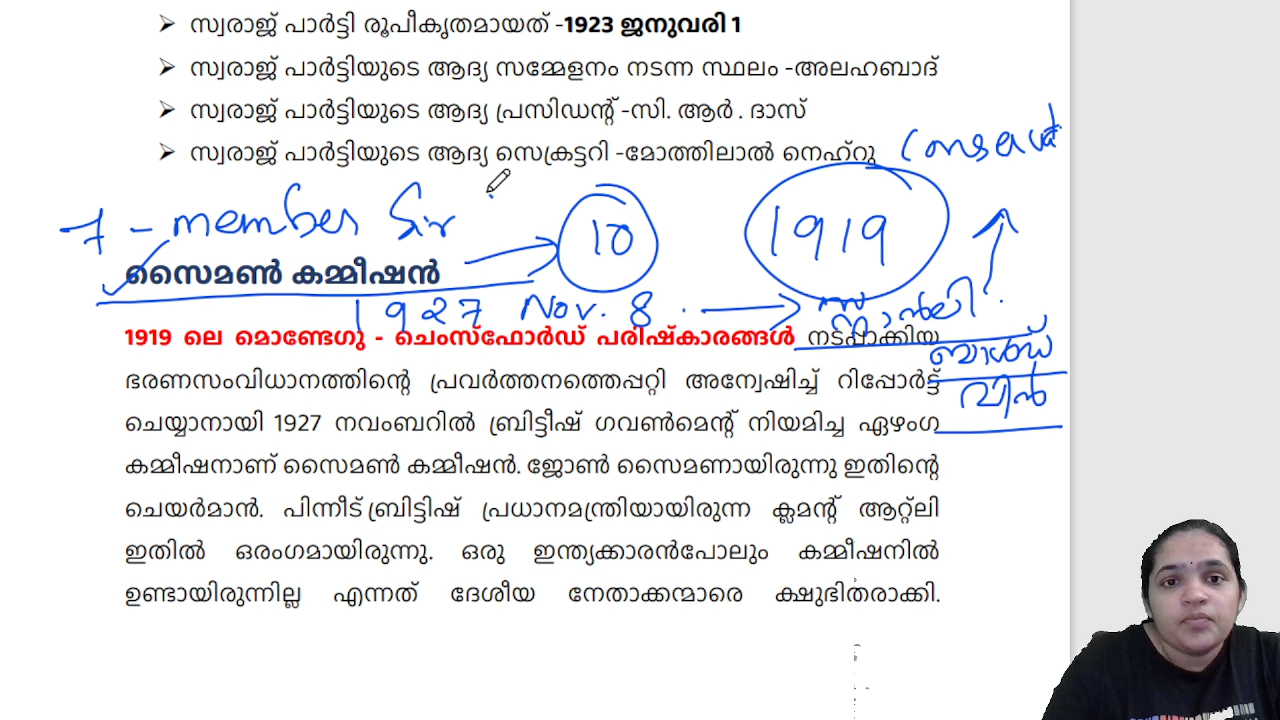 ➤ സ്വരാജ് പാർട്ടി രൂപീകൃതമായത് -1923 ജനുവരി 1
➤ സ്വരാജ് പാർട്ടിയുടെ ആദ്യ സമ്മേളനം നടന്ന സ്ഥലം -അലഹബാദ്
➤ സ്വരാജ് പാർട്ടിയുടെ ആദ്യ പ്രസിഡന്റ് -സി. ആർ . ദാസ്
➤ സ്വരാജ് പാർട്ടിയുടെ ആദ്യ സെക്രട്ടറി -മോത്തിലാൽ നെഹ്‌റു
7 - member Sir 10 1919
സൈമൺ കമ്മീഷൻ
1927 Nov. 8 സ്റ്റാൻലി
1919 ലെ മൊണ്ടേഗു - ചെംസ്ഫോർഡ് പരിഷ്കാരങ്ങൾ നടപ്പാക്കിയ
ബാൾഡ്
ഭരണസംവിധാനത്തിന്റെ പ്രവർത്തനത്തെപ്പറ്റി അന്വേഷിച്ച് റിപ്പോർട്ട്
വിൻ
ചെയ്യാനായി 1927 നവംബറിൽ ബ്രിട്ടീഷ് ഗവൺമെന്റ് നിയമിച്ച ഏഴംഗ
കമ്മീഷനാണ് സൈമൺ കമ്മീഷൻ. ജോൺ സൈമണായിരുന്നു ഇതിന്റെ
ചെയർമാൻ. പിന്നീട് ബ്രിട്ടിഷ് പ്രധാനമന്ത്രിയായിരുന്ന ക്ലമന്റ് ആറ്റ്ലി
ഇതിൽ ഒരംഗമായിരുന്നു. ഒരു ഇന്ത്യക്കാരൻപോലും കമ്മീഷനിൽ
ഉണ്ടായിരുന്നില്ല എന്നത് ദേശീയ നേതാക്കന്മാരെ ക്ഷുഭിതരാക്കി.